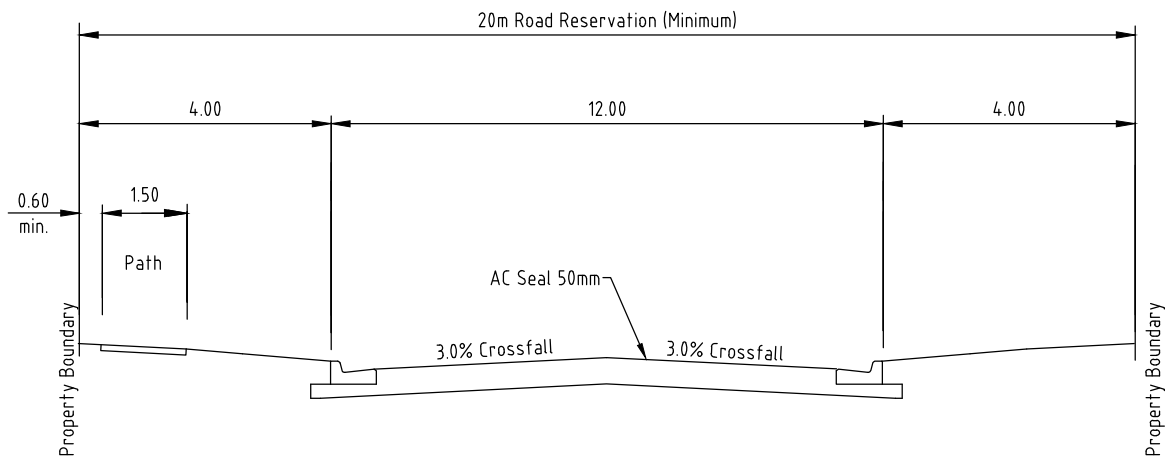 20m Road Reservation (Minimum)
4.00
12.00
4.00
0.60
min.
1.50
Path
AC Seal 50mm
3.0% Crossfall
3.0% Crossfall
Property Boundary
Property Boundary